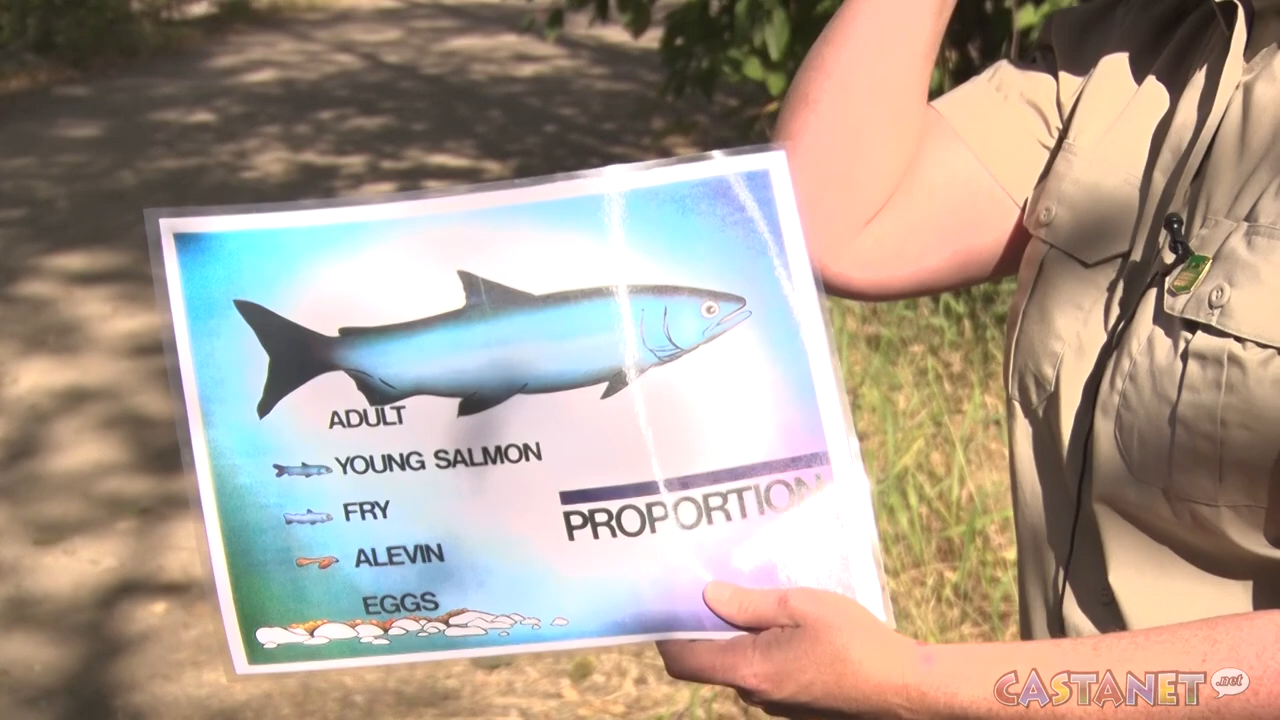 ADULT
YOUNG SALMON
FRY
ALEVIN
EGGS
PROPORTION
CASTANET.net